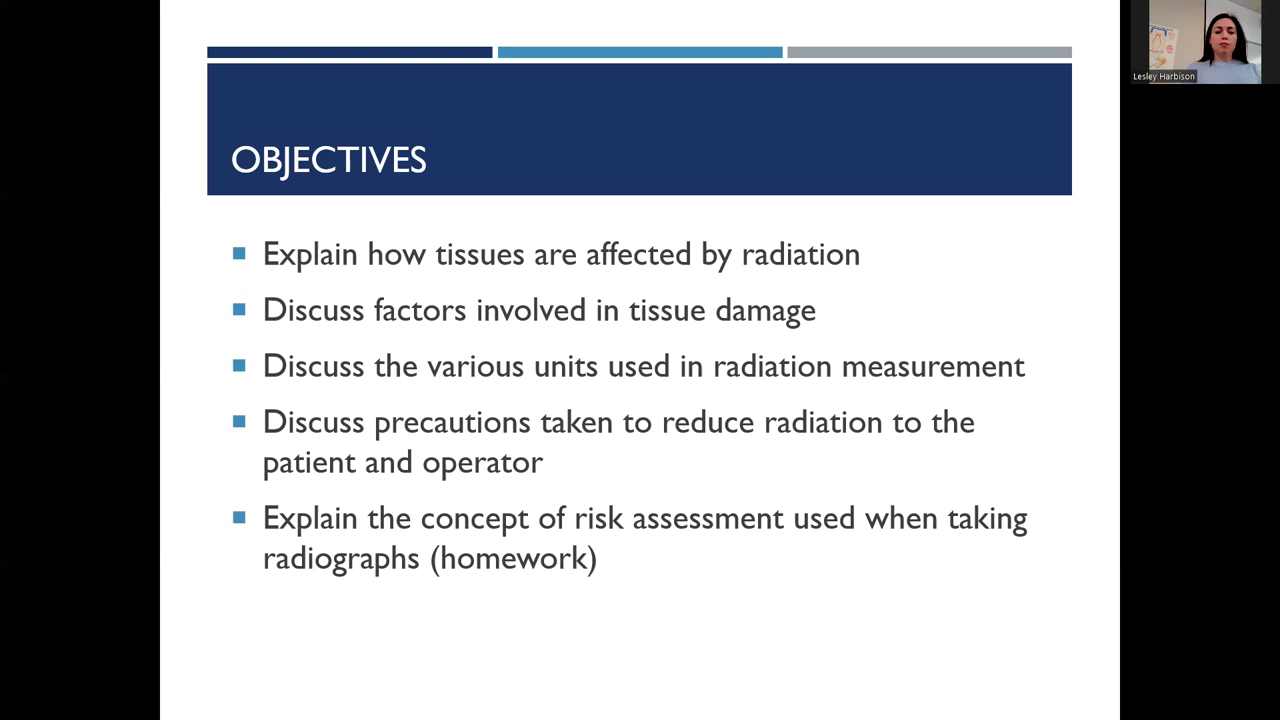 OBJECTIVES
Explain how tissues are affected by radiation
Discuss factors involved in tissue damage
Discuss the various units used in radiation measurement
Discuss precautions taken to reduce radiation to the
patient and operator
Explain the concept of risk assessment used when taking
radiographs (homework)
Lesley Harbison